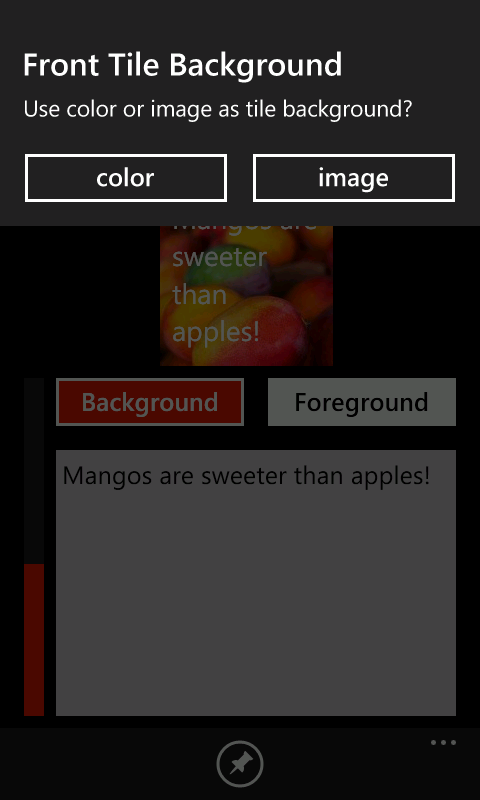 Front Tile Background
Use color or image as tile background?
color
image
Mangos are
sweeter
than
apples!
Background
Foreground
Mangos are sweeter than apples!